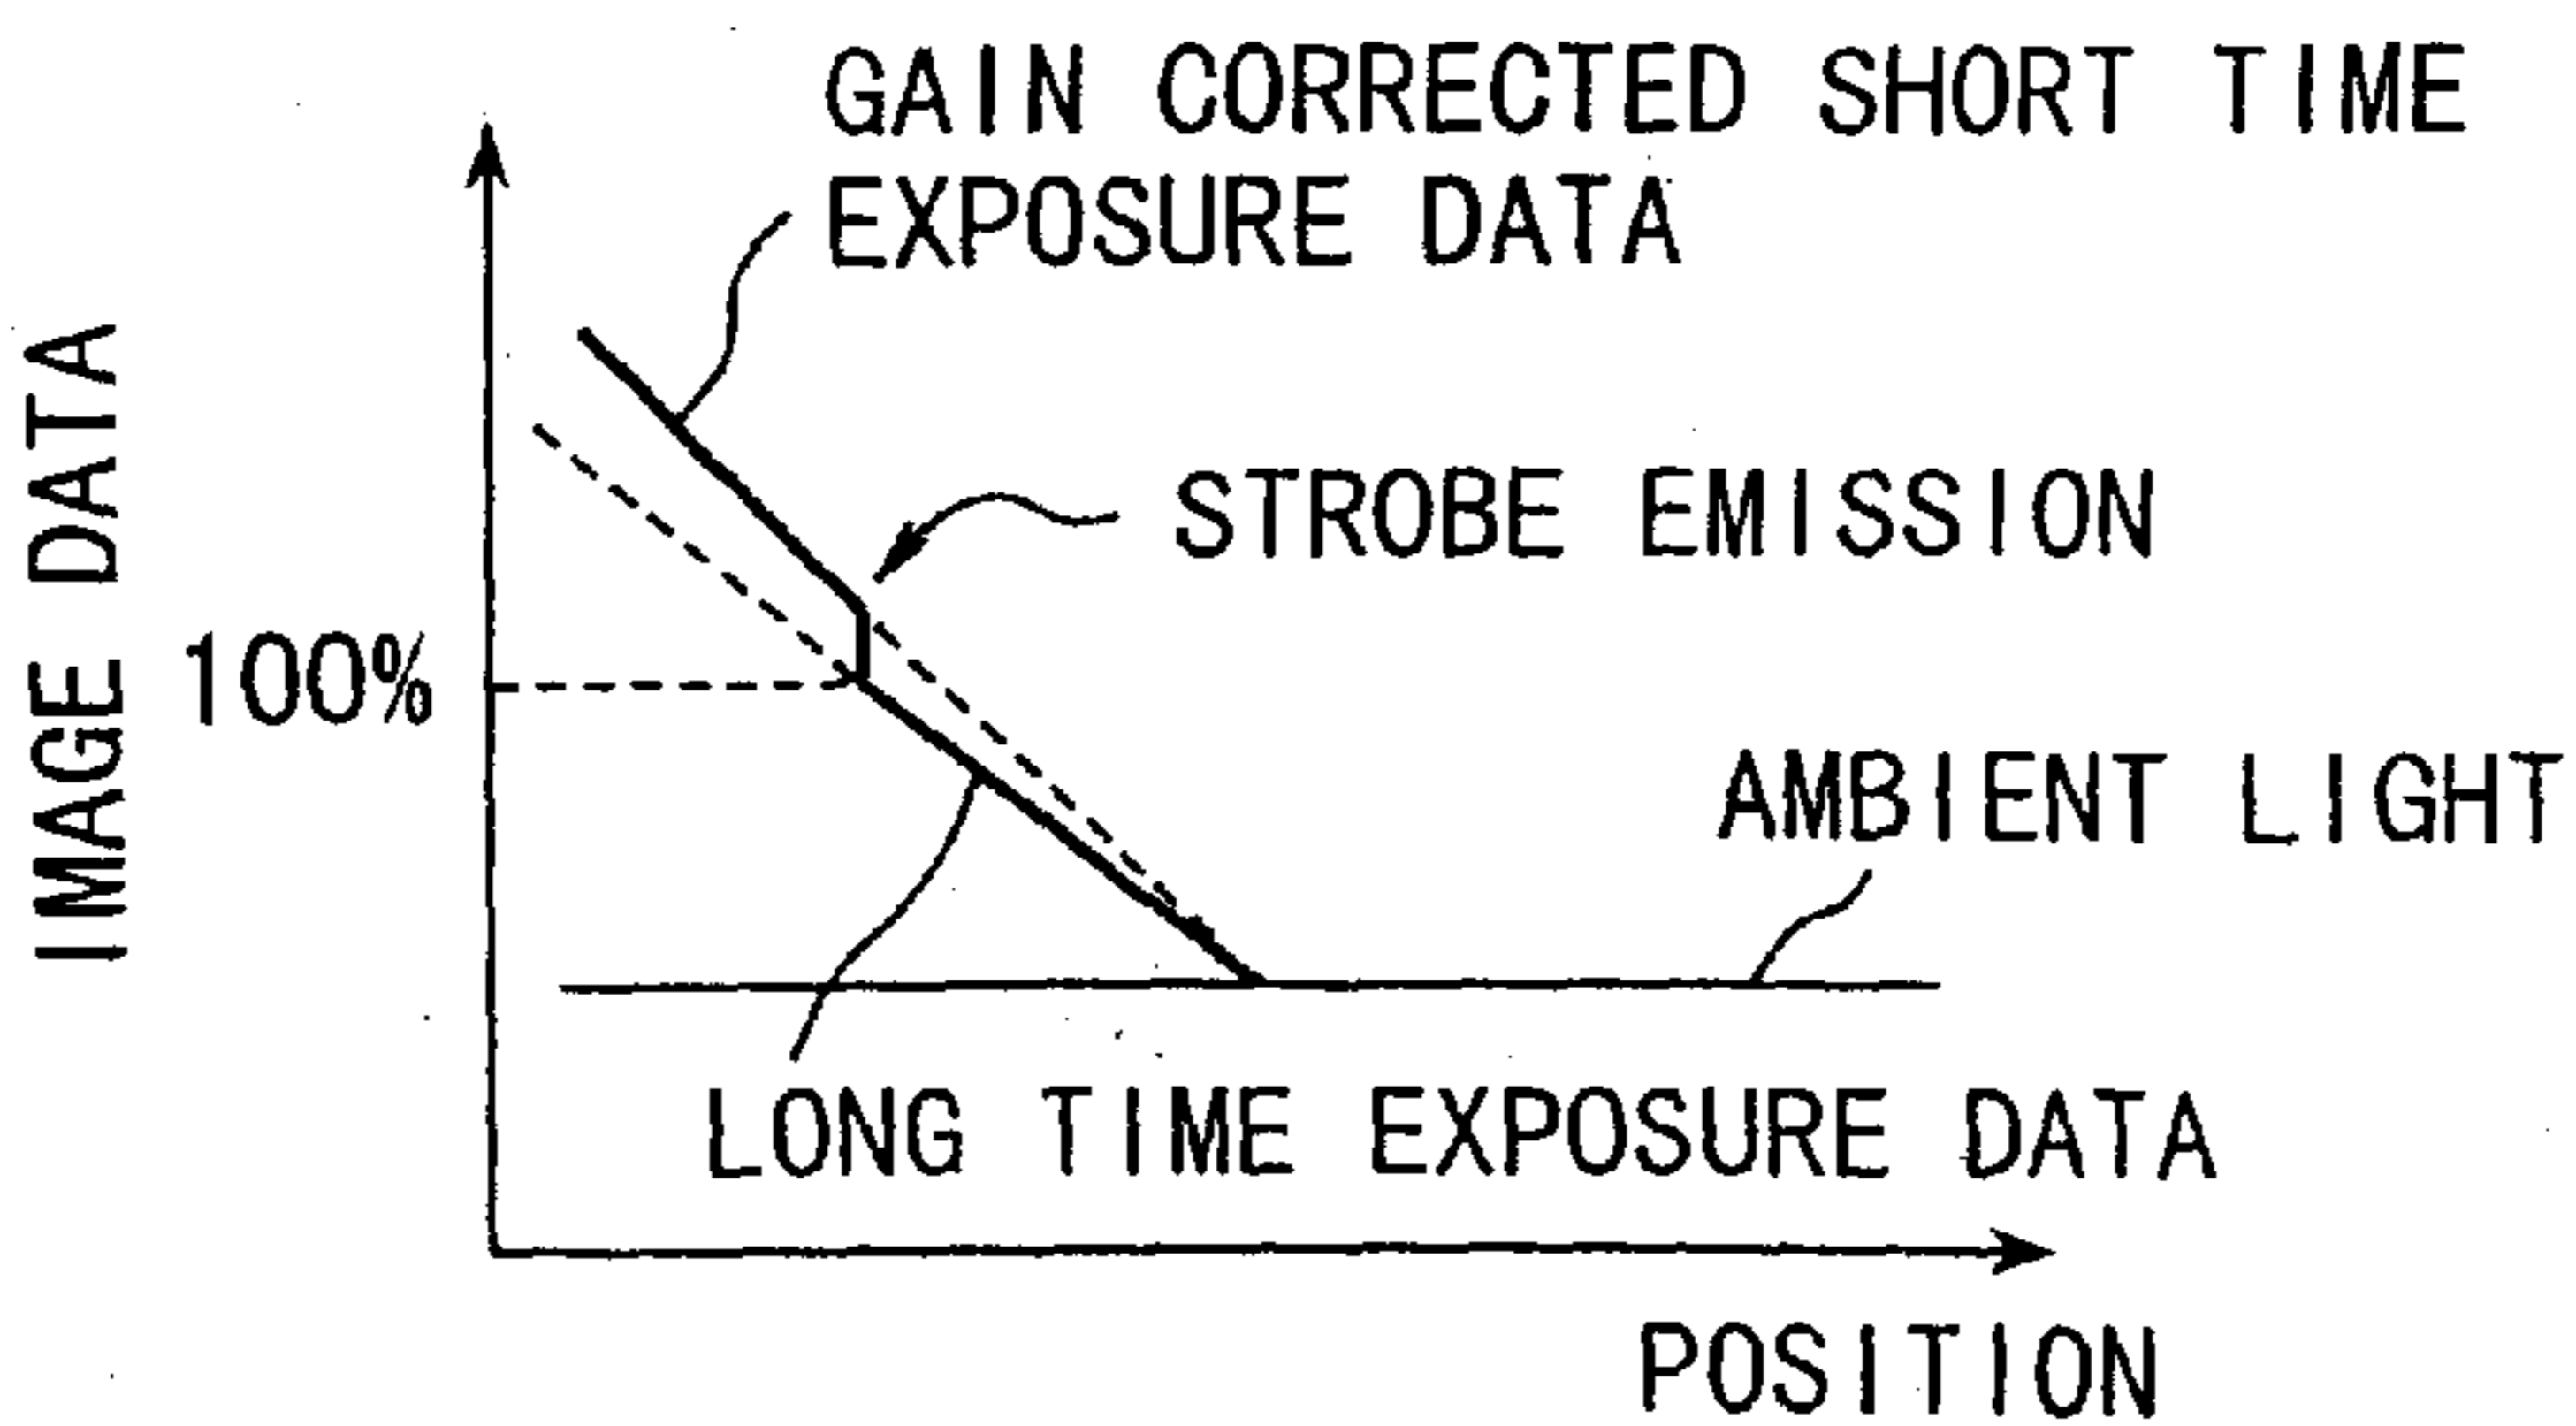 GAIN CORRECTED SHORT TIME
EXPOSURE DATA
STROBE EMISSION
IMAGE DATA
100%
AMBIENT LIGHT
LONG TIME EXPOSURE DATA
POSITION